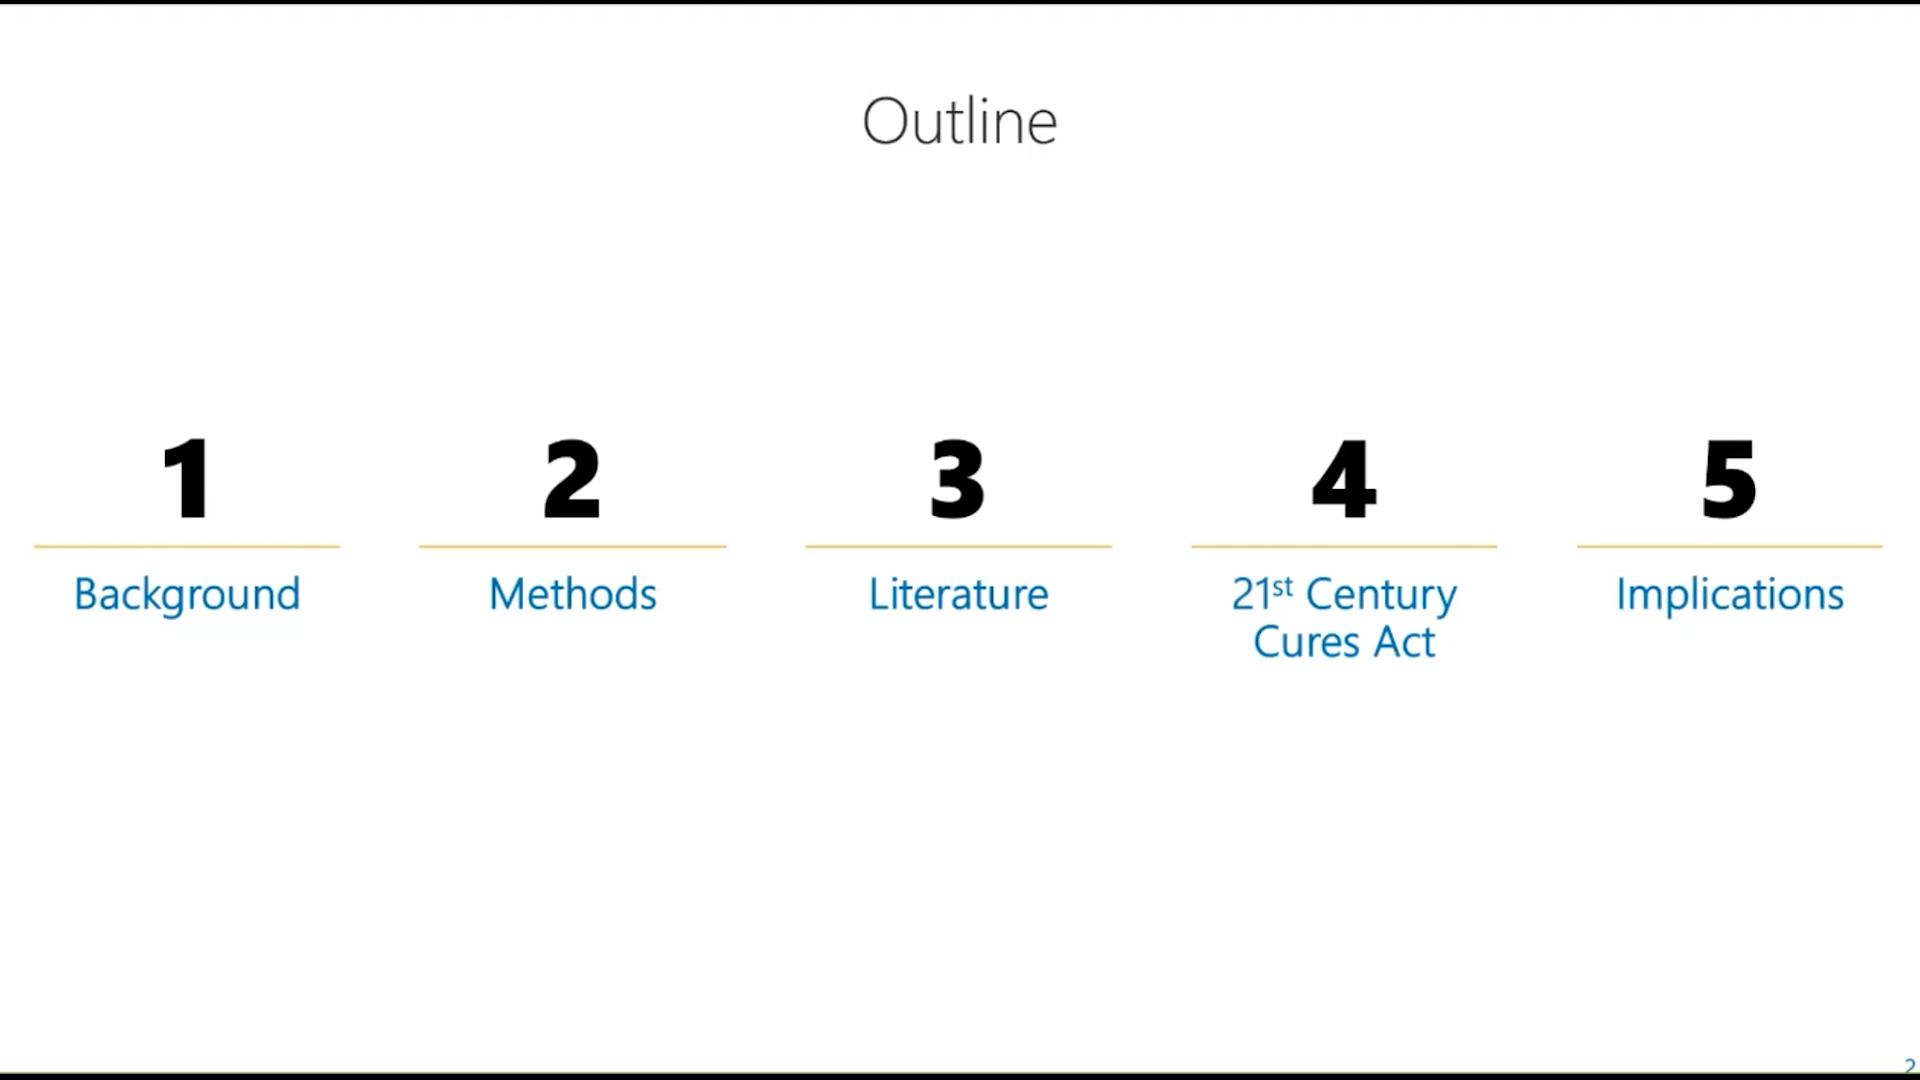 Outline
1
Background
2
Methods
3
Literature
4
21st Century
Cures Act
5
Implications
2